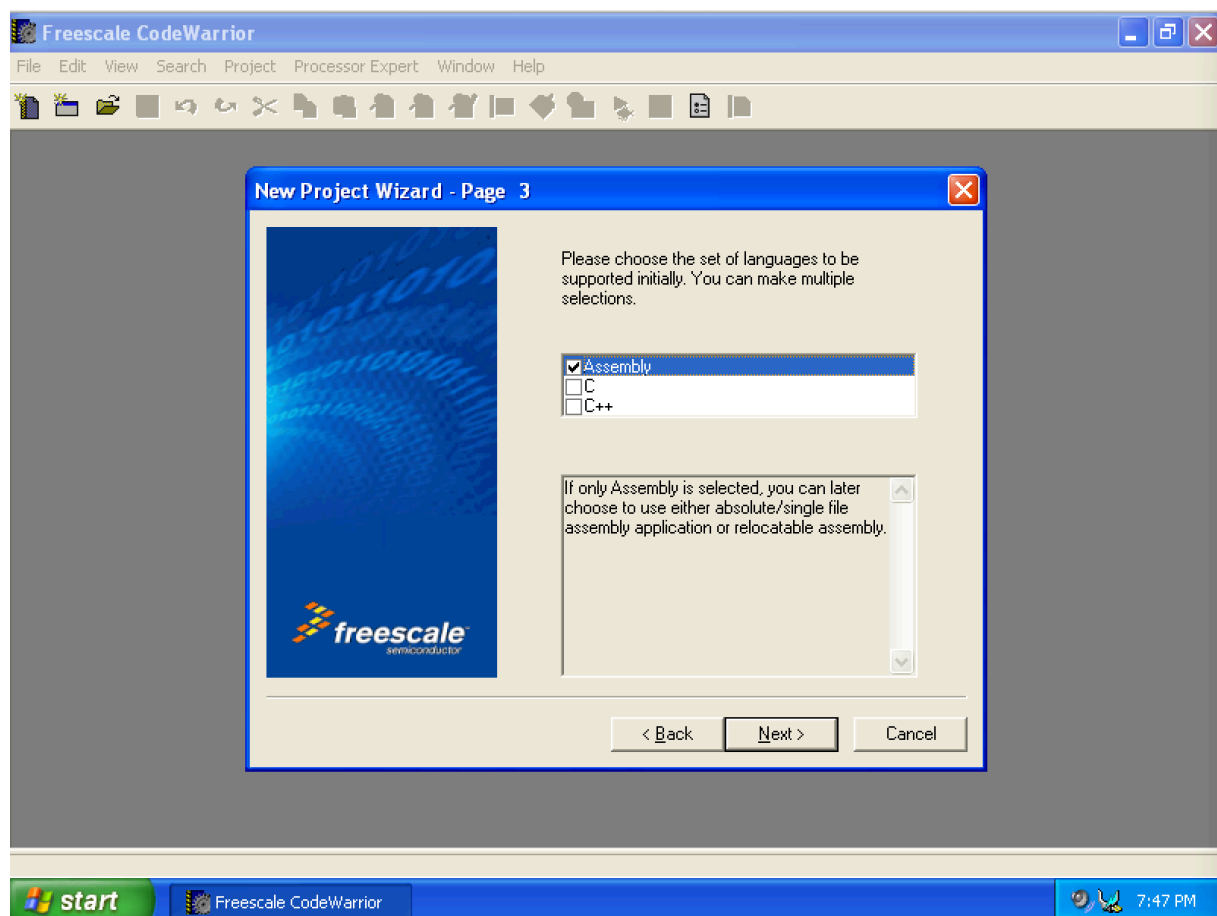 Freescale CodeWarrior
File Edit View Search Project Processor Expert Window Help
New Project Wizard - Page 3
Please choose the set of languages to be
supported initially. You can make multiple
selections.
Assembly
C
C++
If only Assembly is selected, you can later
choose to use either absolute/single file
assembly application or relocatable assembly.
freescale
semiconductor
< Back Next > Cancel
start Freescale CodeWarrior 7:47 PM